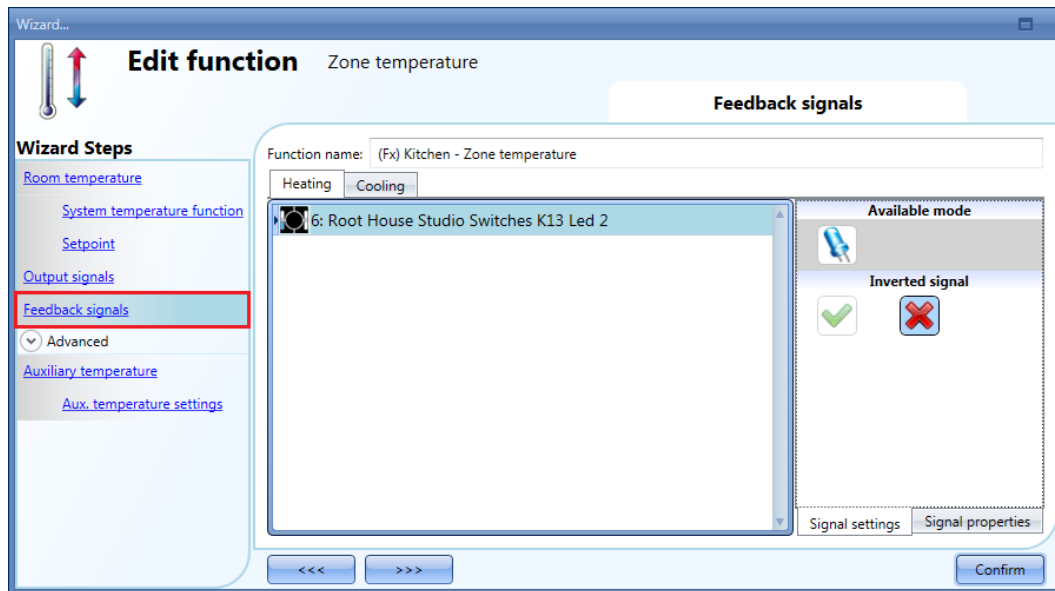 Wizard...
Edit function Zone temperature
Feedback signals
Wizard Steps
Room temperature
System temperature function
Setpoint
Output signals
Feedback signals
Advanced
Auxiliary temperature
Aux. temperature settings
Function name: (Fx) Kitchen - Zone temperature
Heating Cooling
6: Root House Studio Switches K13 Led 2
Available mode
Inverted signal
Signal settings Signal properties
<<< >>> Confirm